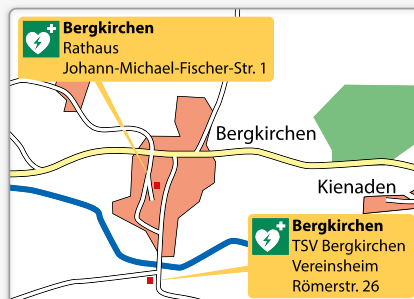 Bergkirchen
Rathaus
Johann-Michael-Fischer-Str. 1
Bergkirchen
Kienaden
Bergkirchen
TSV Bergkirchen
Vereinsheim
Römerstr. 26